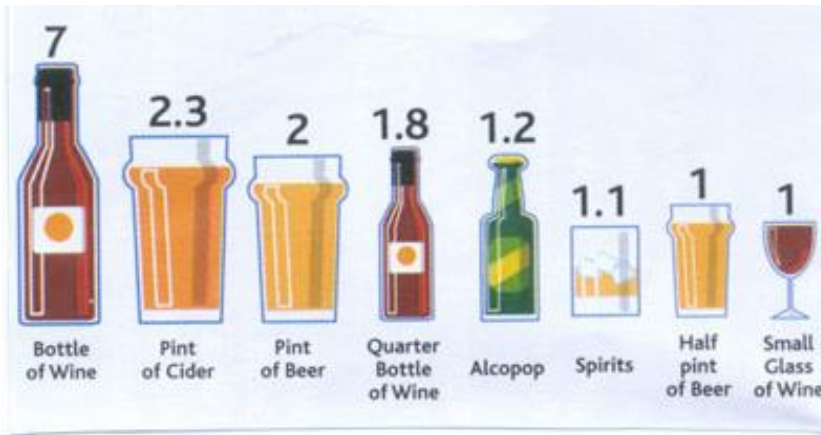 7
2.3
2
1.8
1.2
1.1
1
1
Bottle
of Wine
Pint
of Cider
Pint
of Beer
Quarter
Bottle
of Wine
Alcopop
Spirits
Half
pint
of Beer
Small
Glass
of Wine